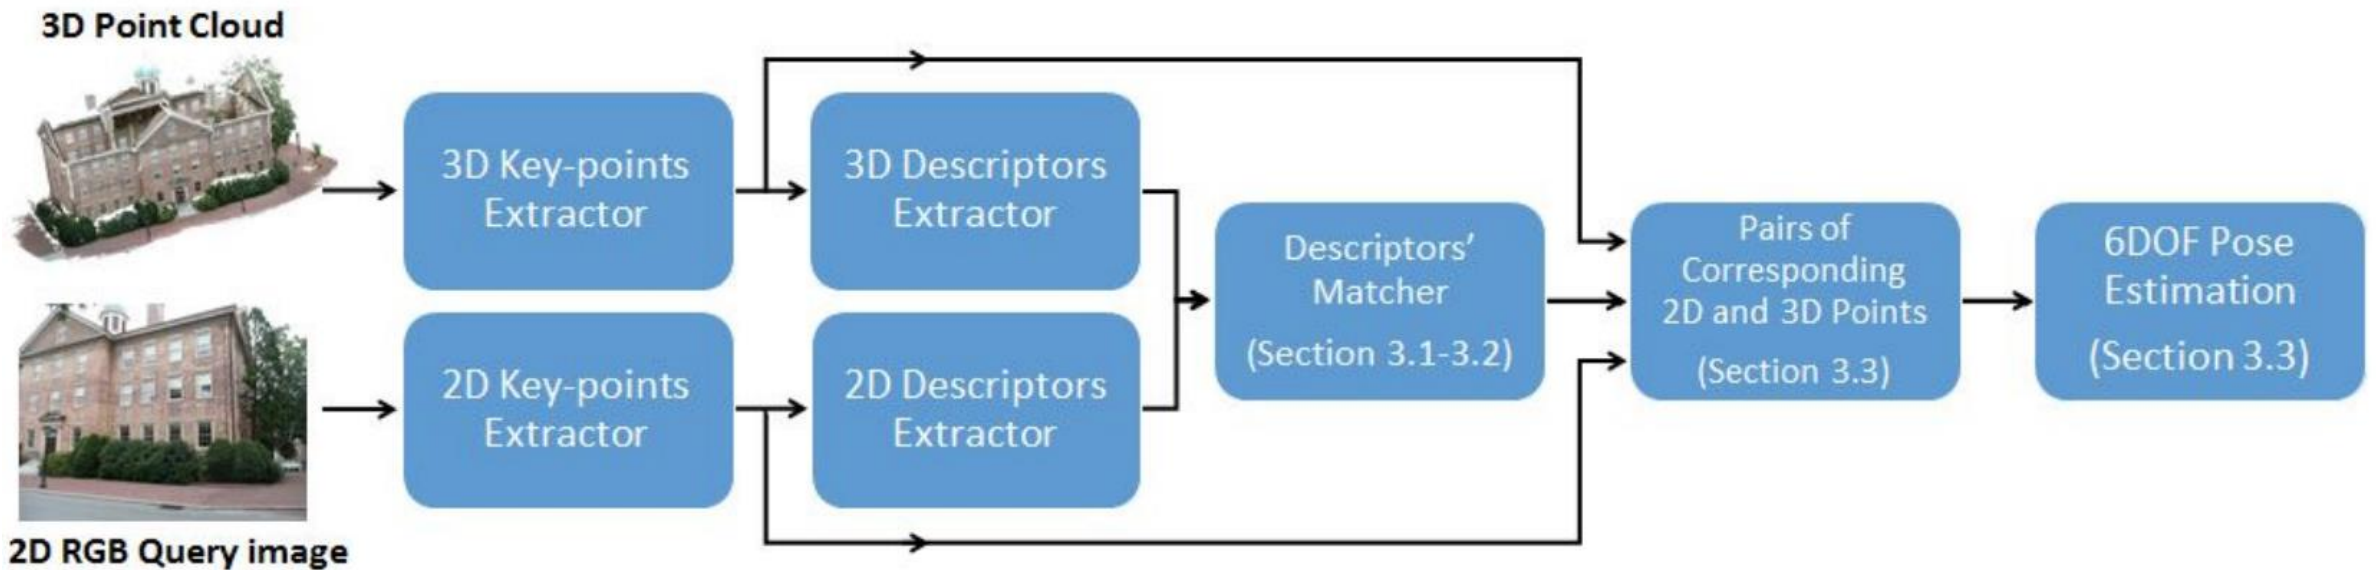 3D Point Cloud
3D Key-points
Extractor
3D Descriptors
Extractor
2D Key-points
Extractor
2D Descriptors
Extractor
Descriptors'
Matcher
(Section 3.1-3.2)
Pairs of
Corresponding
2D and 3D Points
(Section 3.3)
6DOF Pose
Estimation
(Section 3.3)
2D RGB Query image